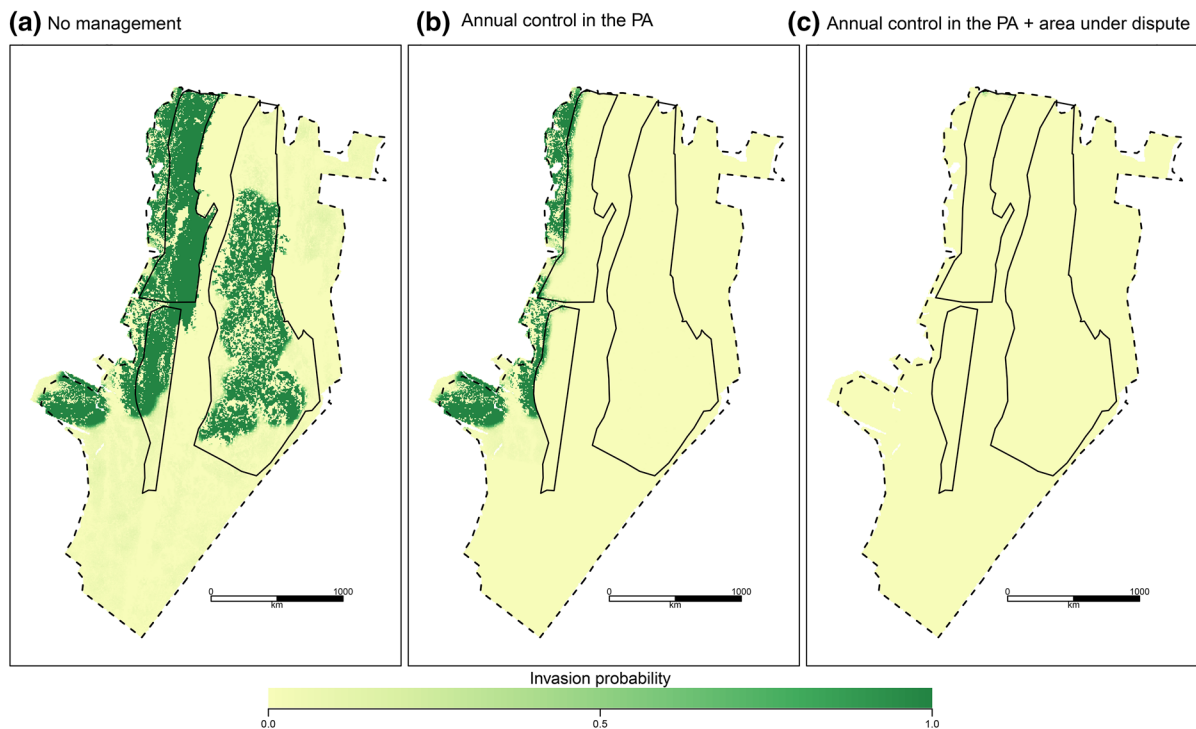 (a) No management
(b) Annual control in the PA
(c) Annual control in the PA + area under dispute
0 1000
km
0 1000
km
0 1000
km
Invasion probability
0.0 0.5 1.0